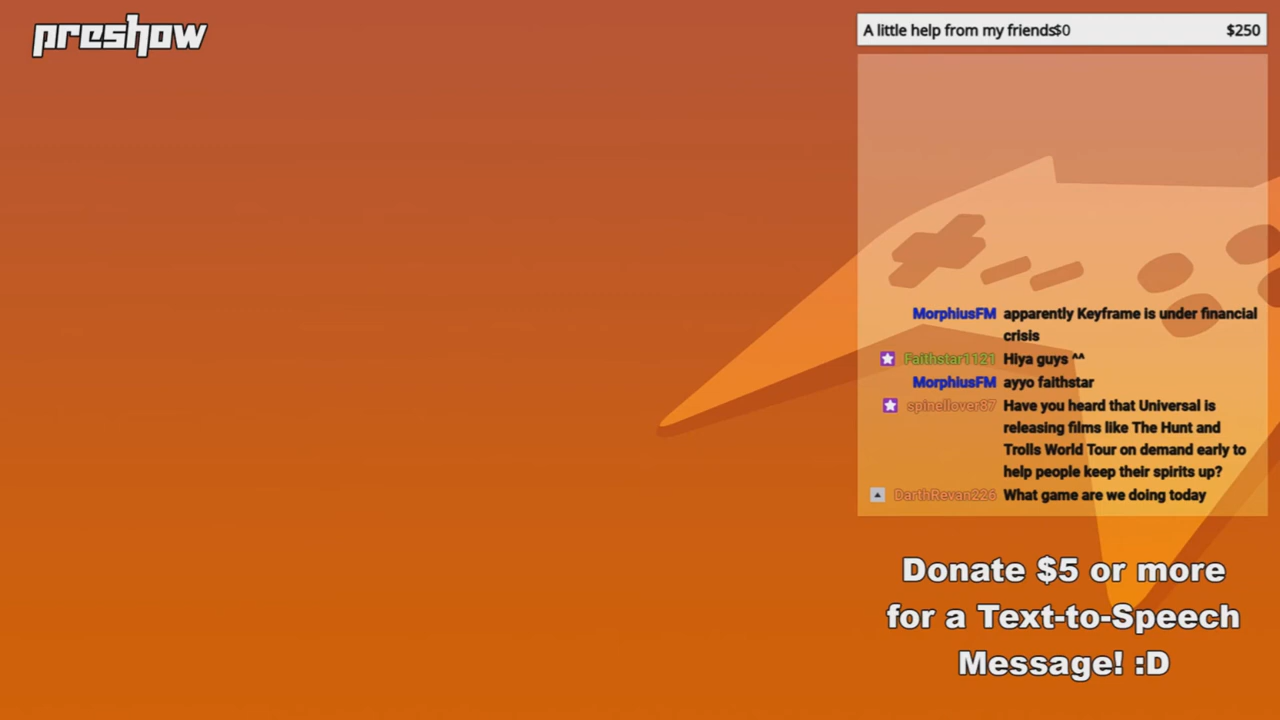 preshow
A little help from my friends$0 $250
MorphiusFM apparently Keyframe is under financial
crisis
Faithstar1121 Hiya guys ^^
MorphiusFM ayyo faithstar
spinellover87 Have you heard that Universal is
releasing films like The Hunt and
Trolls World Tour on demand early to
help people keep their spirits up?
DarthRevan226 What game are we doing today
Donate $5 or more
for a Text-to-Speech
Message! :D